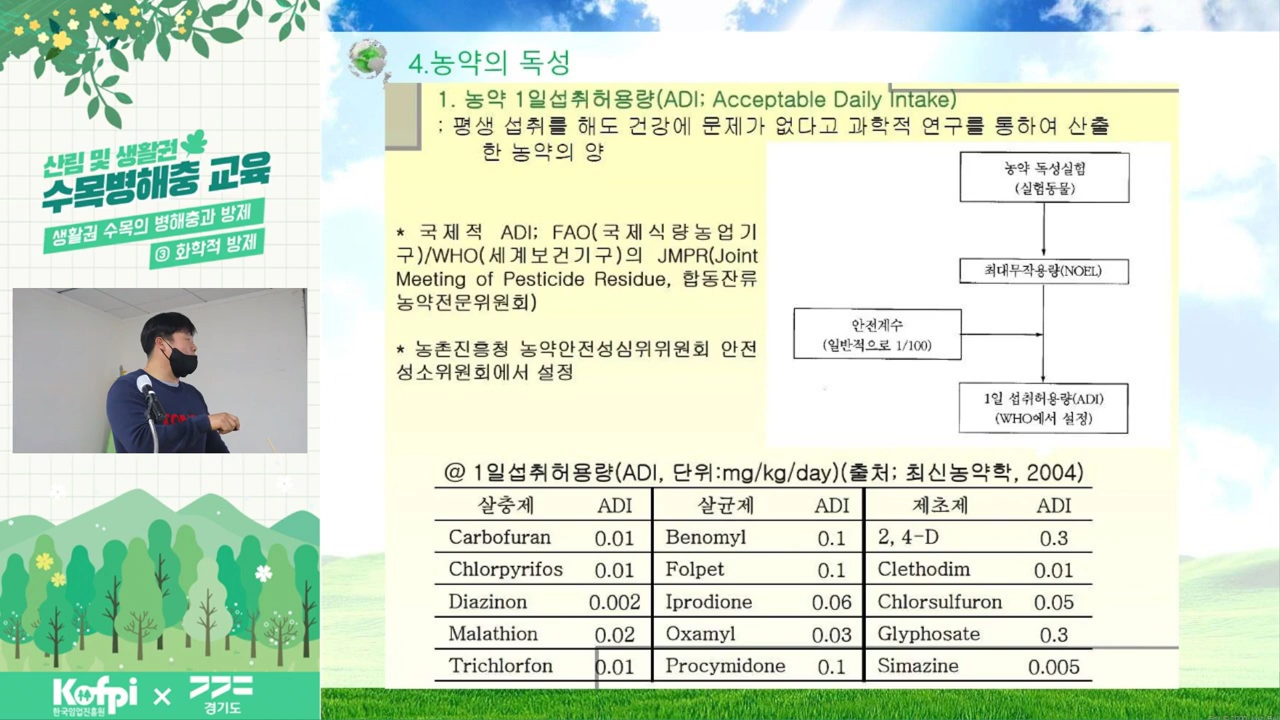 산림 및 생활권
수목병해충 교육
생활권 수목의 병해충과 방제
③ 화학적 방제
Kofpi
한국임업진흥원
×
경기도
4.농약의 독성
1. 농약 1일섭취허용량(ADI; Acceptable Daily Intake)
; 평생 섭취를 해도 건강에 문제가 없다고 과학적 연구를 통하여 산출
한 농약의 양
* 국제적 ADI; FAO(국제식량농업기
구)/WHO(세계보건기구)의 JMPR(Joint
Meeting of Pesticide Residue, 합동잔류
농약전문위원회)
* 농촌진흥청 농약안전성심위위원회 안전
성소위원회에서 설정
농약 독성실험
(실험동물)
최대무작용량(NOEL)
안전계수
(일반적으로 1/100)
1일 섭취허용량(ADI)
(WHO에서 설정)
@ 1일섭취허용량(ADI, 단위:mg/kg/day)(출처; 최신농약학, 2004)
살충제 ADI 살균제 ADI 제초제 ADI
Carbofuran 0.01 Benomyl 0.1 2, 4-D 0.3
Chlorpyrifos 0.01 Folpet 0.1 Clethodim 0.01
Diazinon 0.002 Iprodione 0.06 Chlorsulfuron 0.05
Malathion 0.02 Oxamyl 0.03 Glyphosate 0.3
Trichlorfon 0.01 Procymidone 0.1 Simazine 0.005